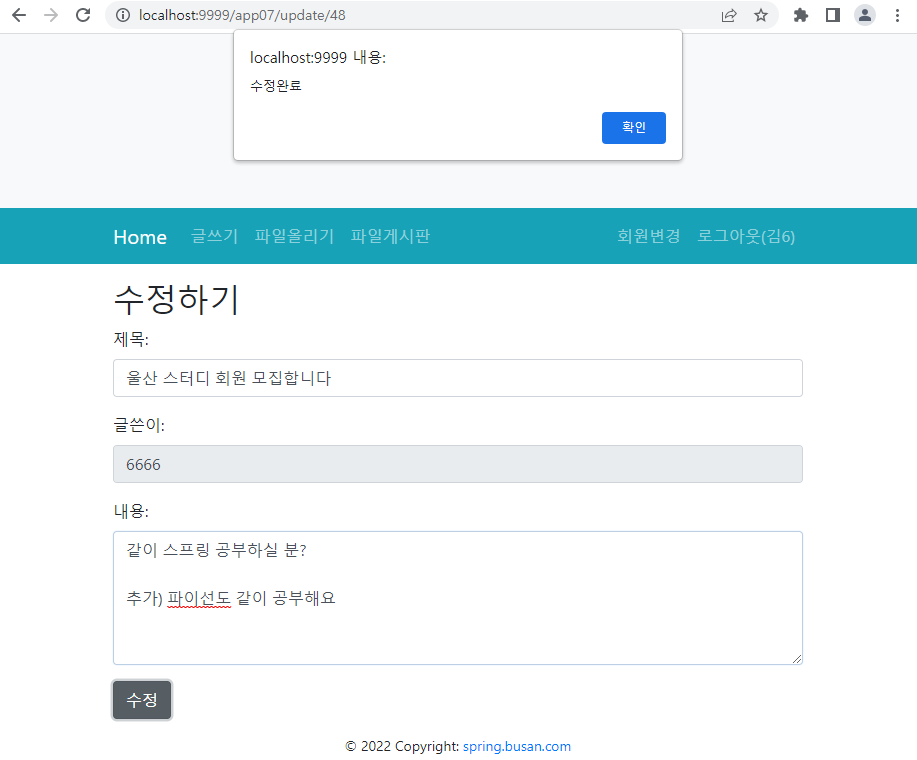 localhost:9999/app07/update/48
localhost:9999 내용:
수정완료
확인
Home 글쓰기 파일올리기 파일게시판 회원변경 로그아웃(김6)
수정하기
제목:
울산 스터디 회원 모집합니다
글쓴이:
6666
내용:
같이 스프링 공부하실 분?
추가) 파이선도 같이 공부해요
수정
© 2022 Copyright: spring.busan.com